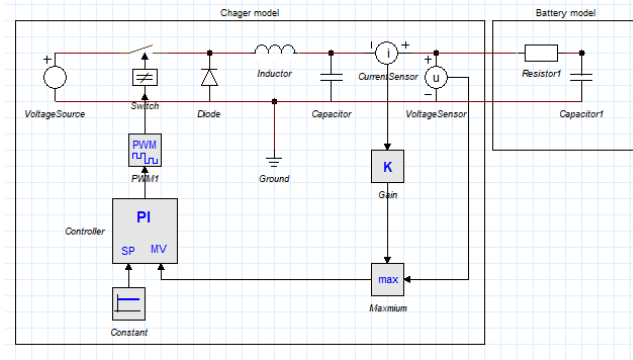 Chager model
Battery model
+
i
+
+
VoltageSource
Switch
Diode
Inductor
Capacitor
CurrentSensor
u
VoltageSensor
Resistor1
Capacitor1
PWM
PWM1
Ground
K
Gain
Controller
PI
SP
MV
max
Maxmium
Constant